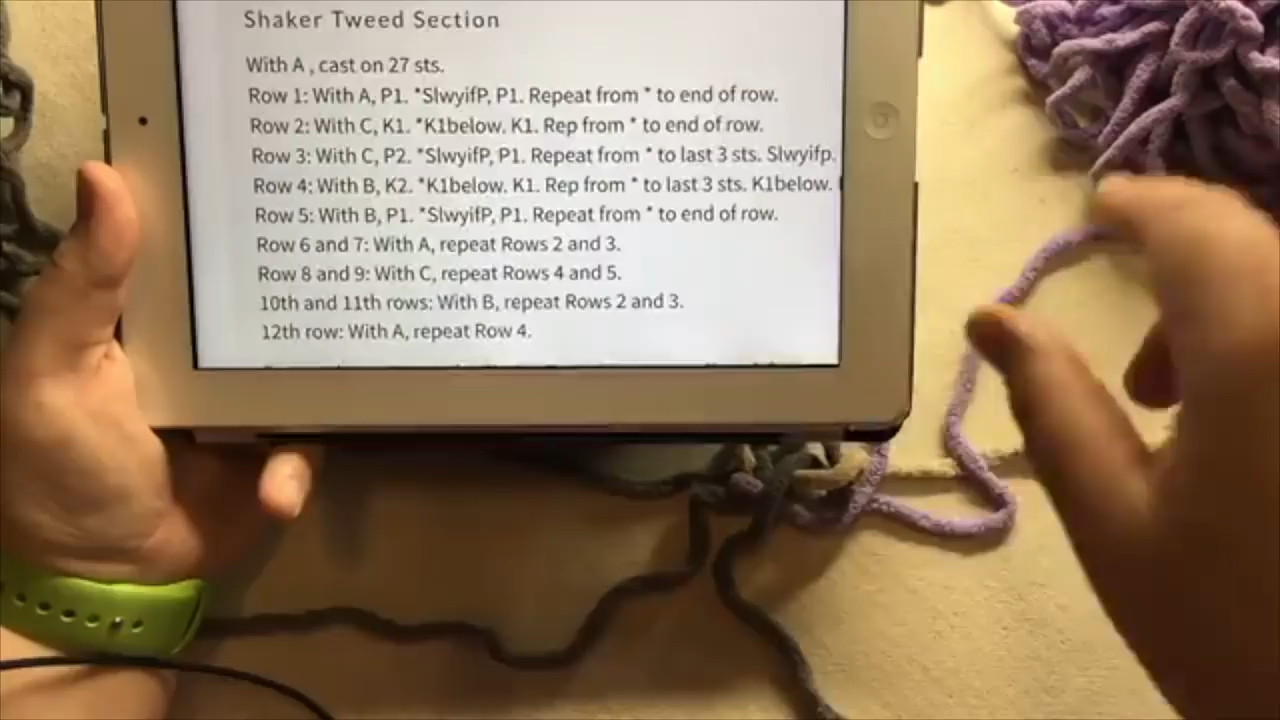 Shaker Tweed Section
With A , cast on 27 sts.
Row 1: With A, P1. *SlwyifP, P1. Repeat from * to end of row.
Row 2: With C, K1. *K1below. K1. Rep from * to end of row.
Row 3: With C, P2. *SlwyifP, P1. Repeat from * to last 3 sts. Slwyifp.
Row 4: With B, K2. *K1below. K1. Rep from * to last 3 sts. K1below.
Row 5: With B, P1. *SlwyifP, P1. Repeat from * to end of row.
Row 6 and 7: With A, repeat Rows 2 and 3.
Row 8 and 9: With C, repeat Rows 4 and 5.
10th and 11th rows: With B, repeat Rows 2 and 3.
12th row: With A, repeat Row 4.